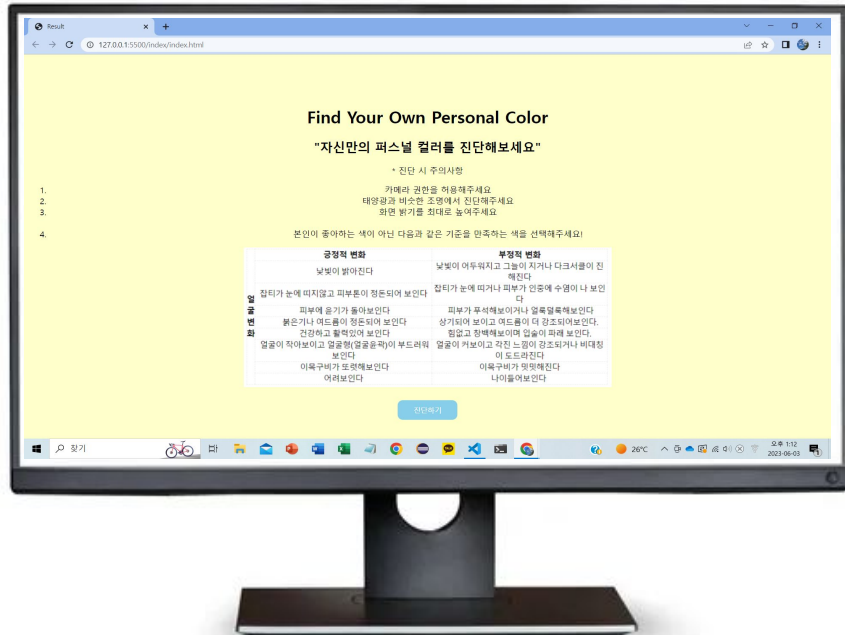 Result
127.0.0.1:5500/index/index.html
Find Your Own Personal Color
"자신만의 퍼스널 컬러를 진단해보세요"
* 진단 시 주의사항
1. 카메라 권한을 허용해주세요
2. 태양광과 비슷한 조명에서 진단해주세요
3. 화면 밝기를 최대로 높여주세요
4. 본인이 좋아하는 색이 아닌 다음과 같은 기준을 만족하는 색을 선택해주세요!
얼굴변화
긍정적 변화 부정적 변화
낯빛이 밝아진다 낯빛이 어두워지고 그늘이 지거나 다크서클이 진해진다
잡티가 눈에 띠지않고 피부톤이 정돈되어 보인다 잡티가 눈에 띠거나 피부가 인중에 수염이 나 보인다
피부에 윤기가 돌아보인다 피부가 푸석해보이거나 얼룩덜룩해보인다
붉은기나 여드름이 정돈되어 보인다 상기되어 보이고 여드름이 더 강조되어보인다.
건강하고 활력있어 보인다 힘없고 창백해보이며 입술이 파래 보인다.
얼굴이 작아보이고 얼굴형(얼굴윤곽)이 부드러워보인다 얼굴이 커보이고 각진 느낌이 강조되거나 비대칭이 도드라진다
이목구비가 또렷해보인다 이목구비가 밋밋해진다
어려보인다 나이들어보인다
진단하기
찾기
26°C
오후 1:12
2023-06-03